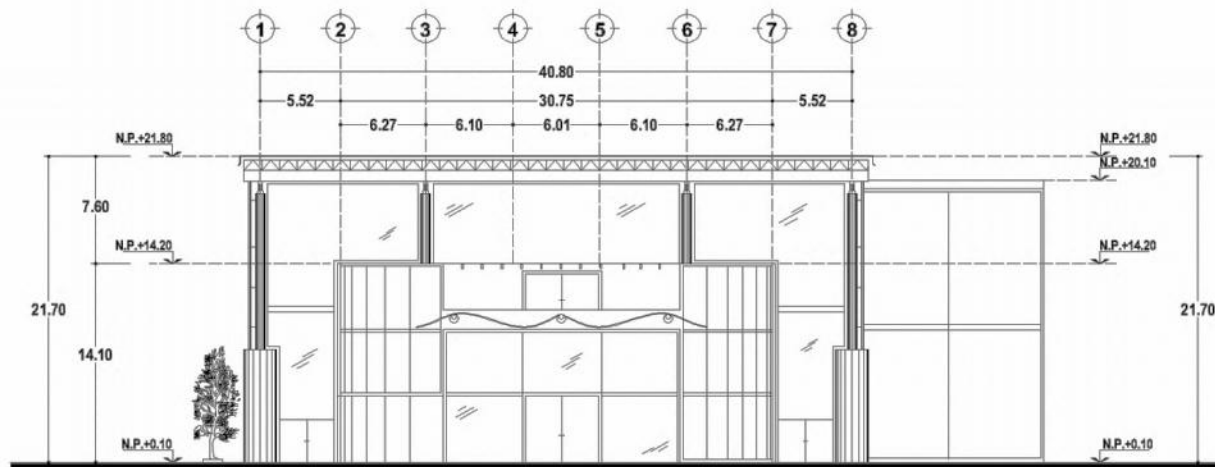 1 2 3 4 5 6 7 8
40.80
5.52 30.75 5.52
6.27 6.10 6.01 6.10 6.27
N.P.+21.80 N.P.+21.80
N.P.+20.10
7.60
N.P.+14.20 N.P.+14.20
21.70 21.70
14.10
N.P.+0.10 N.P.+0.10